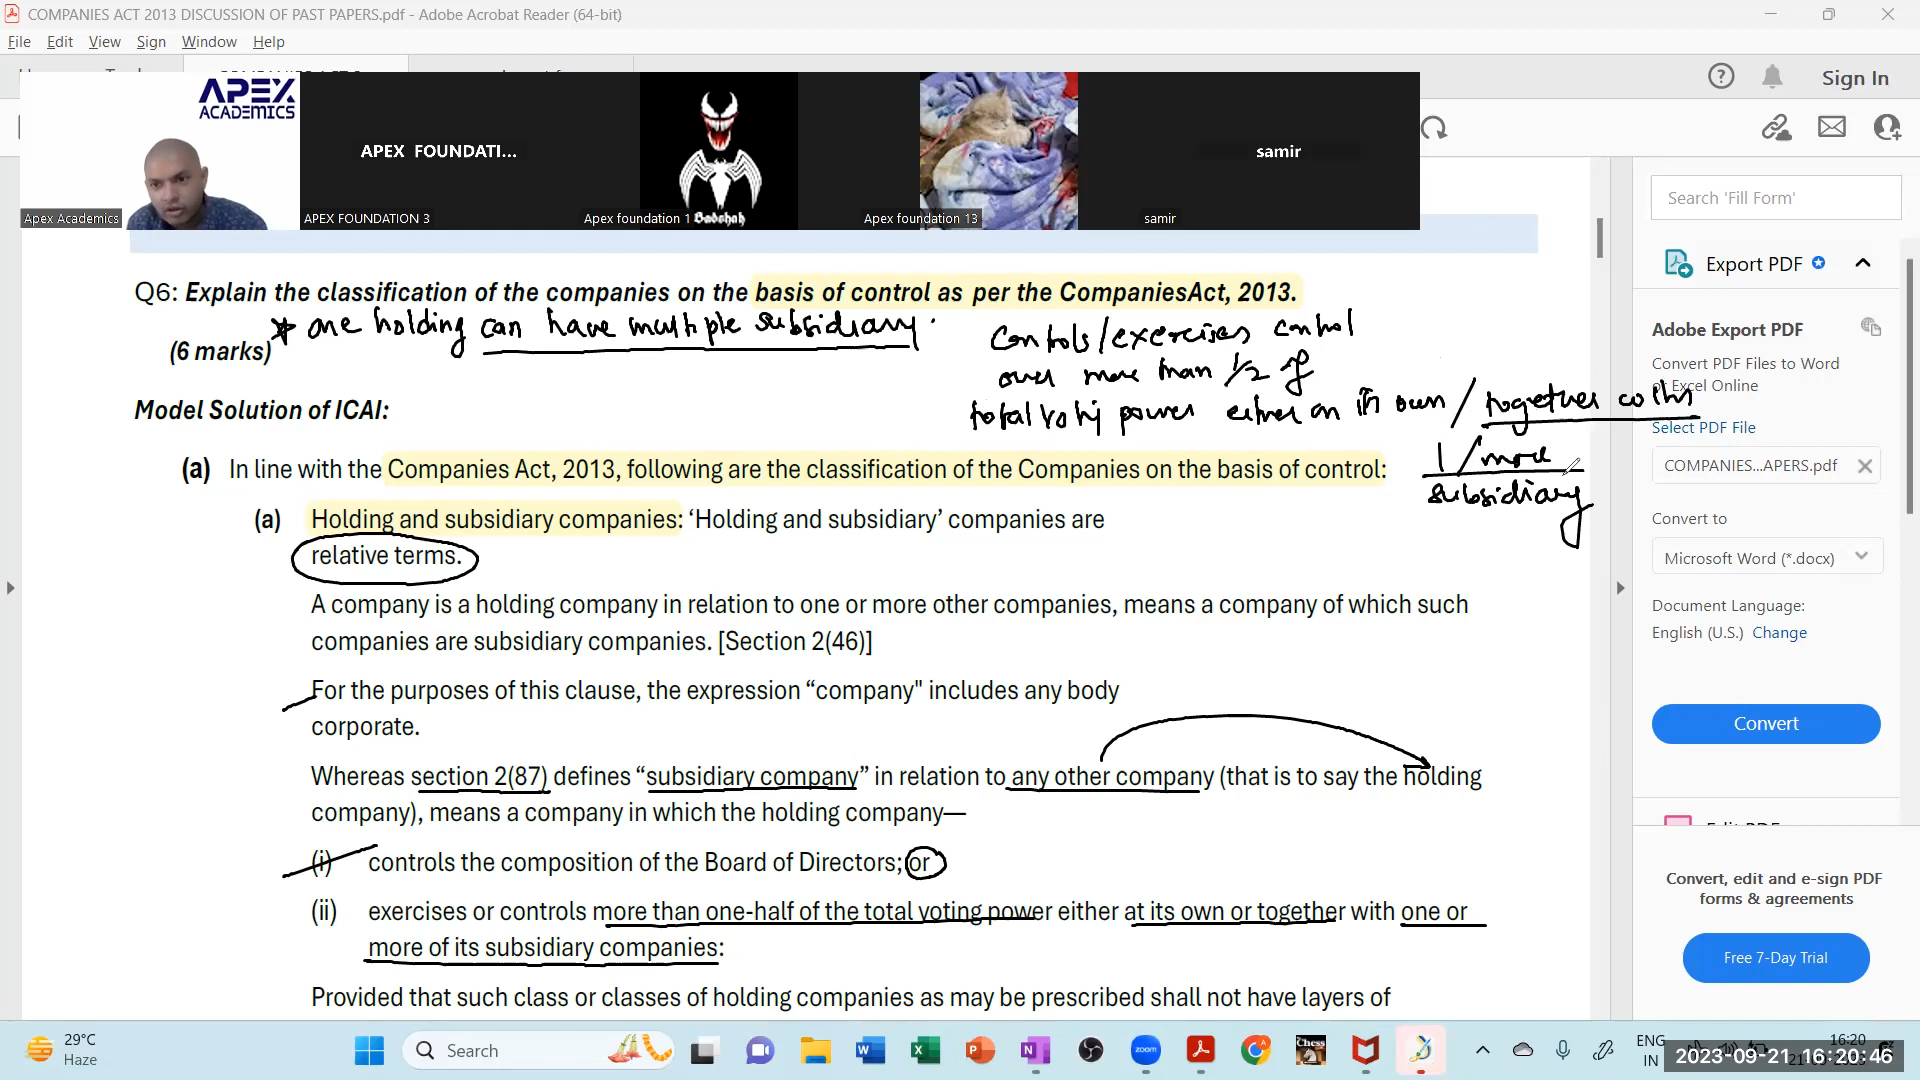 COMPANIES ACT 2013 DISCUSSION OF PAST PAPERS.pdf - Adobe Acrobat Reader (64-bit)
File Edit View Sign Window Help
Sign In
APEX
ACADEMICS
APEX FOUNDATI...
samir
Apex Academics
APEX FOUNDATION 3
Apex foundation 1
Badshah
Apex foundation 13
samir
Search 'Fill Form'
Export PDF
Q6: Explain the classification of the companies on the basis of control as per the CompaniesAct, 2013.
* one holding can have multiple subsidiary.
(6 marks)
controls/exercises control
over more than 1/2 of
total voting power either on its own / together with
1/more
subsidiary
Adobe Export PDF
Convert PDF Files to Word
or Excel Online
Model Solution of ICAI:
Select PDF File
COMPANIES...APERS.pdf
(a) In line with the Companies Act, 2013, following are the classification of the Companies on the basis of control:
(a) Holding and subsidiary companies: ‘Holding and subsidiary’ companies are
relative terms.
Convert to
Microsoft Word (*.docx)
A company is a holding company in relation to one or more other companies, means a company of which such
companies are subsidiary companies. [Section 2(46)]
Document Language:
English (U.S.) Change
For the purposes of this clause, the expression “company" includes any body
corporate.
Convert
Whereas section 2(87) defines “subsidiary company” in relation to any other company (that is to say the holding
company), means a company in which the holding company—
(i) controls the composition of the Board of Directors; or
(ii) exercises or controls more than one-half of the total voting power either at its own or together with one or
more of its subsidiary companies:
Provided that such class or classes of holding companies as may be prescribed shall not have layers of
Convert, edit and e-sign PDF
forms & agreements
Free 7-Day Trial
29°C
Haze
Search
zoom
Chess
ENG
IN
16:20
2023-09-21 16:20:46